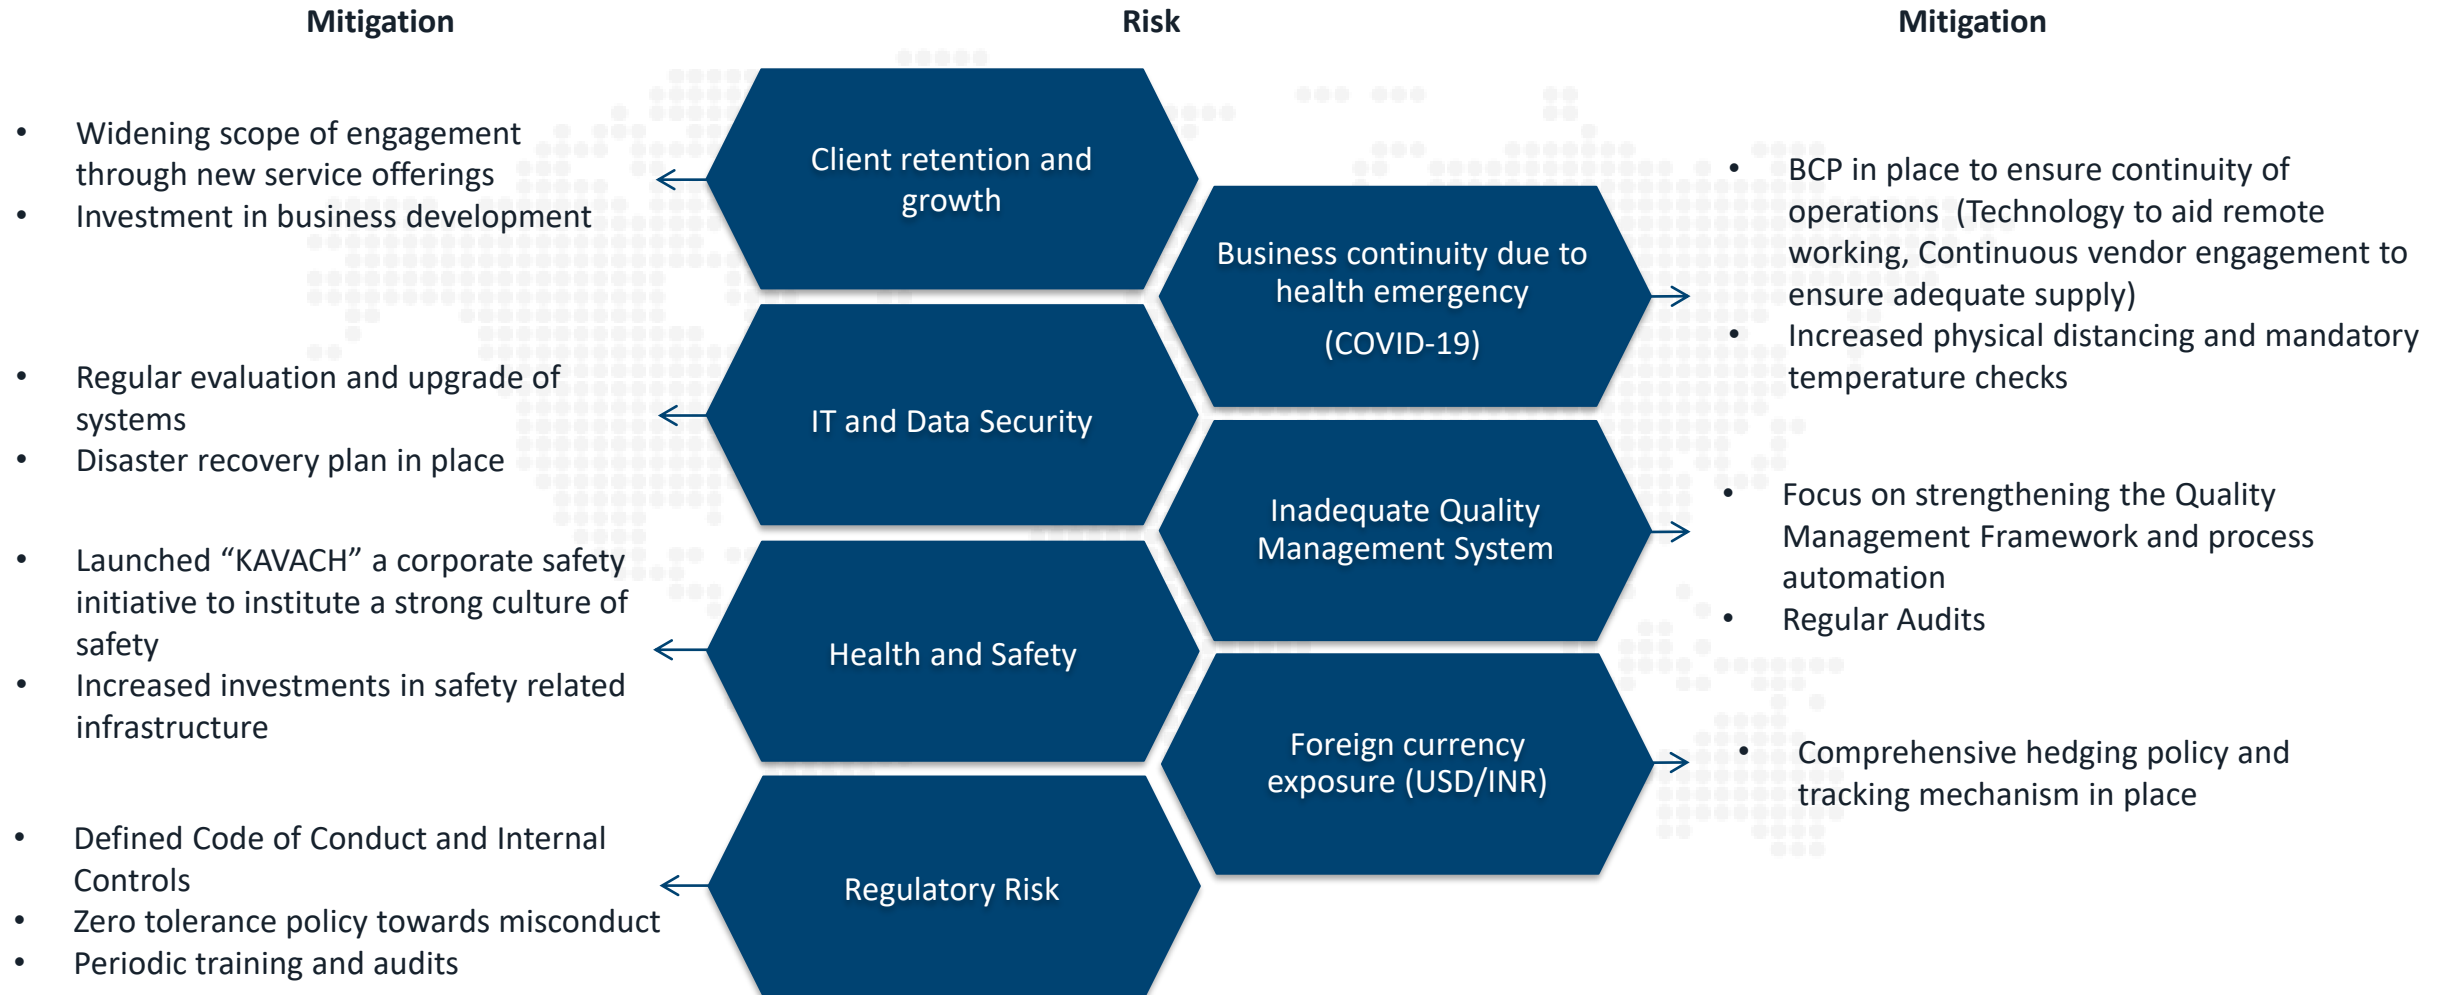 Mitigation
Risk
Mitigation
• Widening scope of engagement
through new service offerings
• Investment in business development
Client retention and
growth
Business continuity due to
health emergency
(COVID-19)
• BCP in place to ensure continuity of
operations (Technology to aid remote
working, Continuous vendor engagement to
ensure adequate supply)
• Increased physical distancing and mandatory
temperature checks
• Regular evaluation and upgrade of
systems
• Disaster recovery plan in place
IT and Data Security
Inadequate Quality
Management System
• Focus on strengthening the Quality
Management Framework and process
automation
• Regular Audits
• Launched “KAVACH” a corporate safety
initiative to institute a strong culture of
safety
• Increased investments in safety related
infrastructure
Health and Safety
Foreign currency
exposure (USD/INR)
• Comprehensive hedging policy and
tracking mechanism in place
• Defined Code of Conduct and Internal
Controls
• Zero tolerance policy towards misconduct
• Periodic training and audits
Regulatory Risk